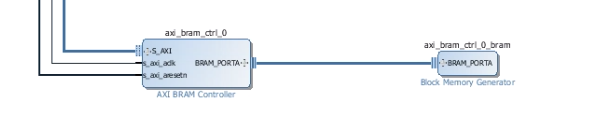 axi_bram_ctrl_0
S_AXI
s_axi_aclk
BRAM_PORTA
s_axi_aresetn
AXI BRAM Controller
axi_bram_ctrl_0_bram
BRAM_PORTA
Block Memory Generator